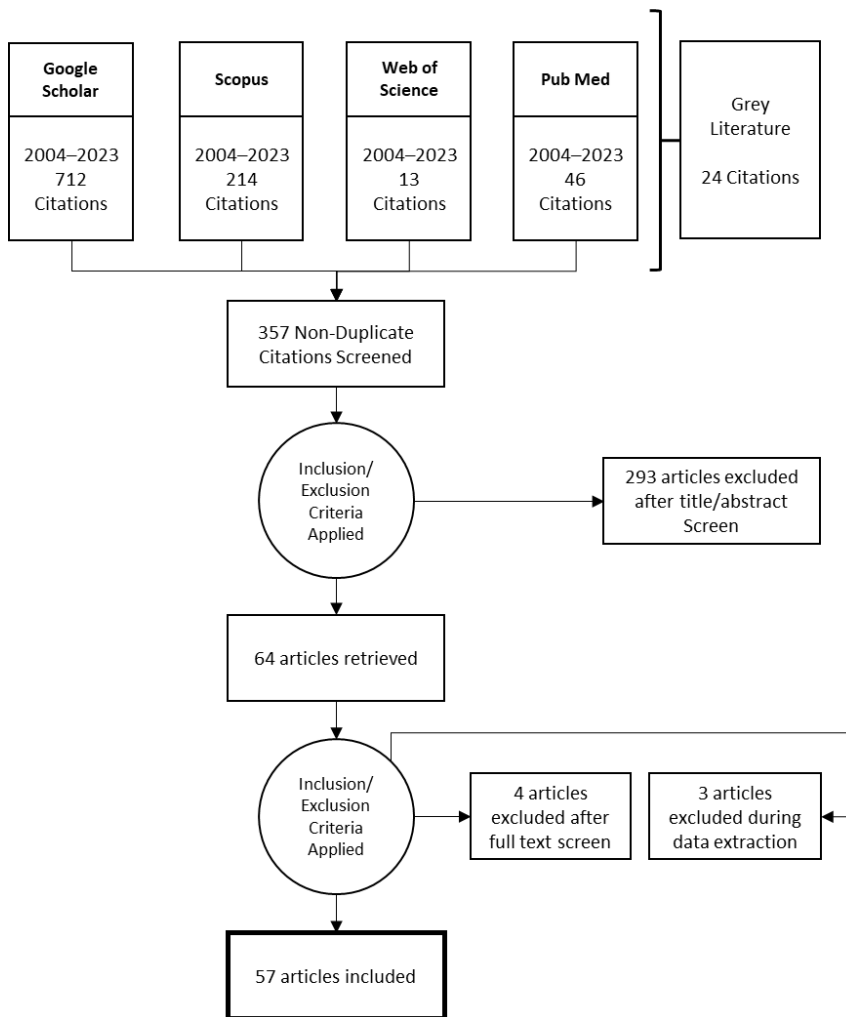 Google
Scholar
2004–2023
712
Citations
Scopus
2004–2023
214
Citations
Web of
Science
2004–2023
13
Citations
Pub Med
2004–2023
46
Citations
Grey
Literature
24 Citations
357 Non-Duplicate
Citations Screened
Inclusion/
Exclusion
Criteria
Applied
293 articles excluded
after title/abstract
Screen
64 articles retrieved
Inclusion/
Exclusion
Criteria
Applied
4 articles
excluded after
full text screen
3 articles
excluded during
data extraction
57 articles included